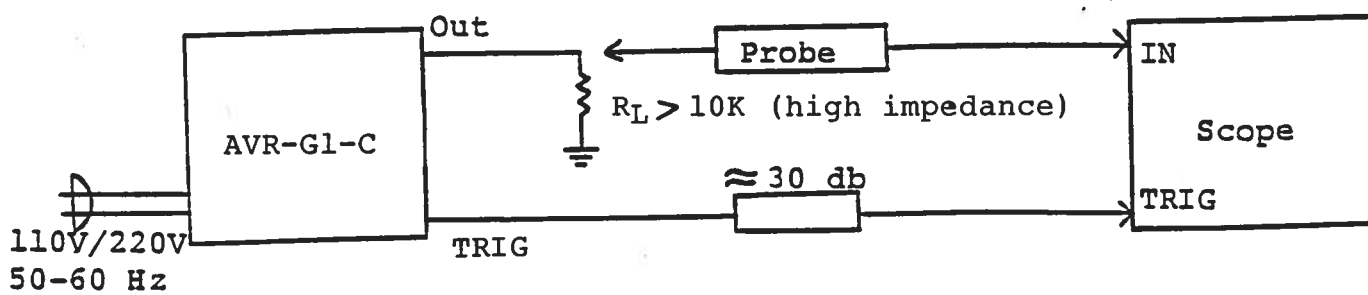 Out
Probe
IN
R_L > 10K (high impedance)
Scope
AVR-G1-C
≈ 30 db
TRIG
TRIG
110V/220V
50-60 Hz